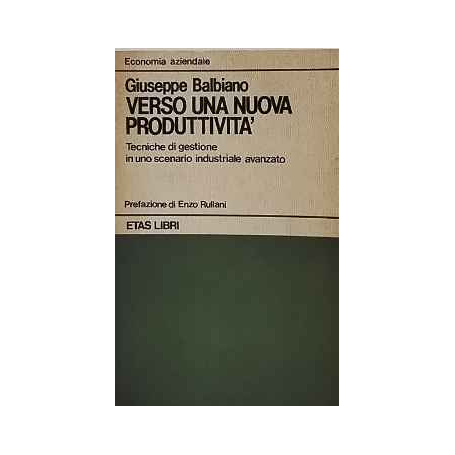 Economia aziendale
Giuseppe Balbiano
VERSO UNA NUOVA
PRODUTTIVITA'
Tecniche di gestione
in uno scenario industriale avanzato
Prefazione di Enzo Rullani
ETAS LIBRI